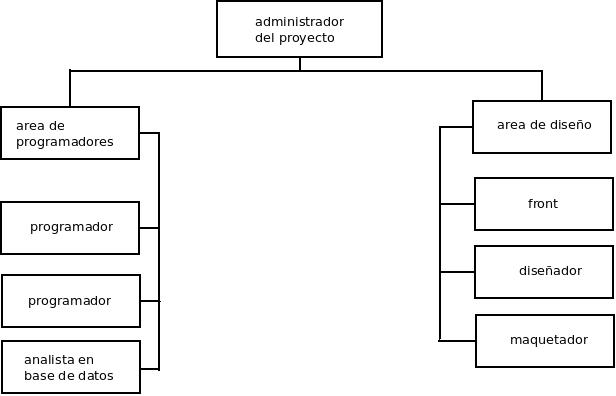 administrador
del proyecto
area de
programadores
programador
programador
analista en
base de datos
area de diseño
front
diseñador
maquetador